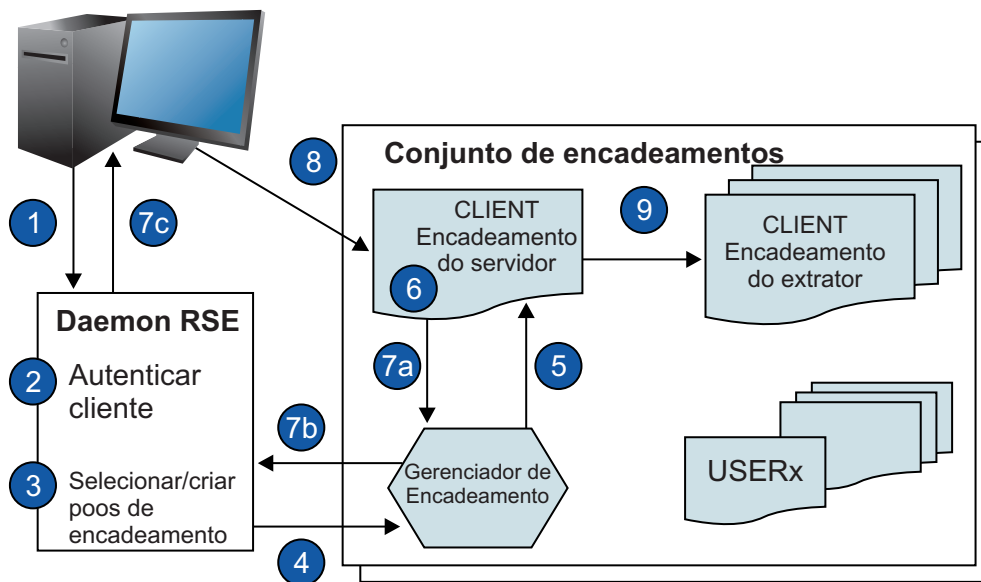 8
Conjunto de encadeamentos
1
7c
CLIENT
Encadeamento
do servidor
9
CLIENT
Encadeamento
do extrator
6
Daemon RSE
7a
5
2
Autenticar
cliente
7b
3
Selecionar/criar
poos de
encadeamento
Gerenciador de
Encadeamento
USERx
4